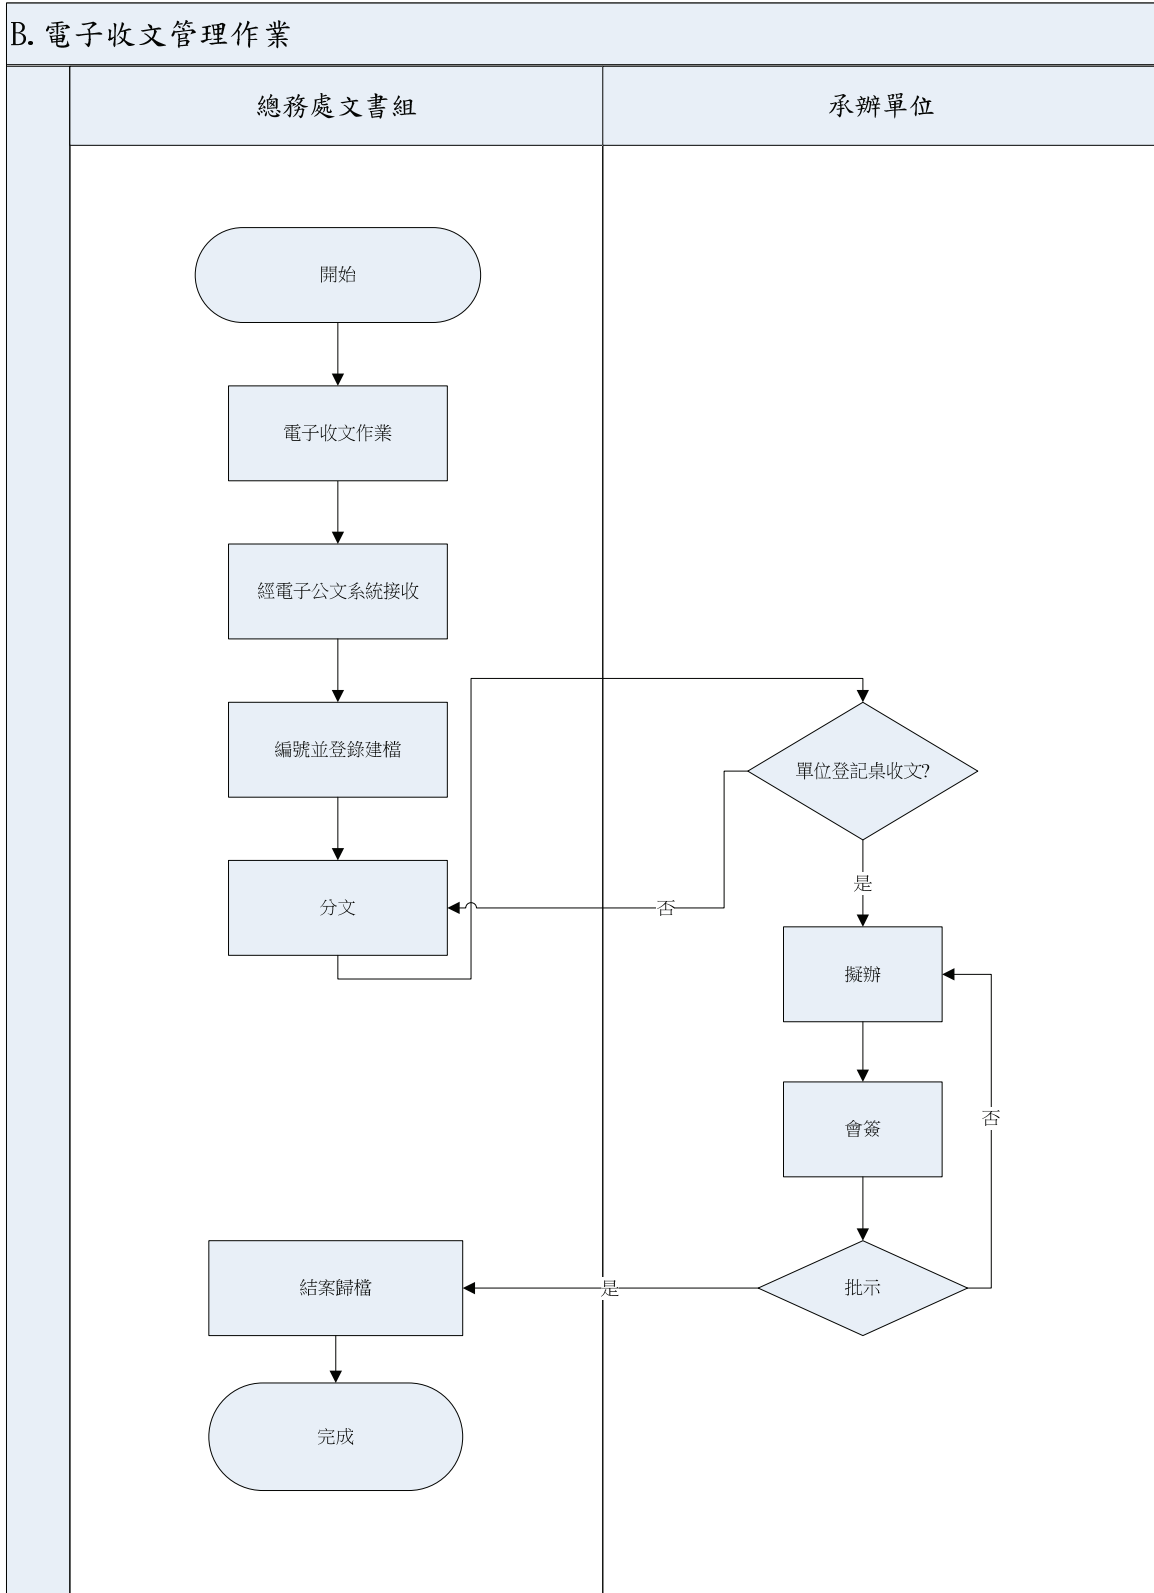 B. 電子收文管理作業
總務處文書組
承辦單位
開始
電子收文作業
經電子公文系統接收
編號並登錄建檔
單位登記桌收文?
是
分文
否
擬辦
會簽
否
結案歸檔
是
批示
完成